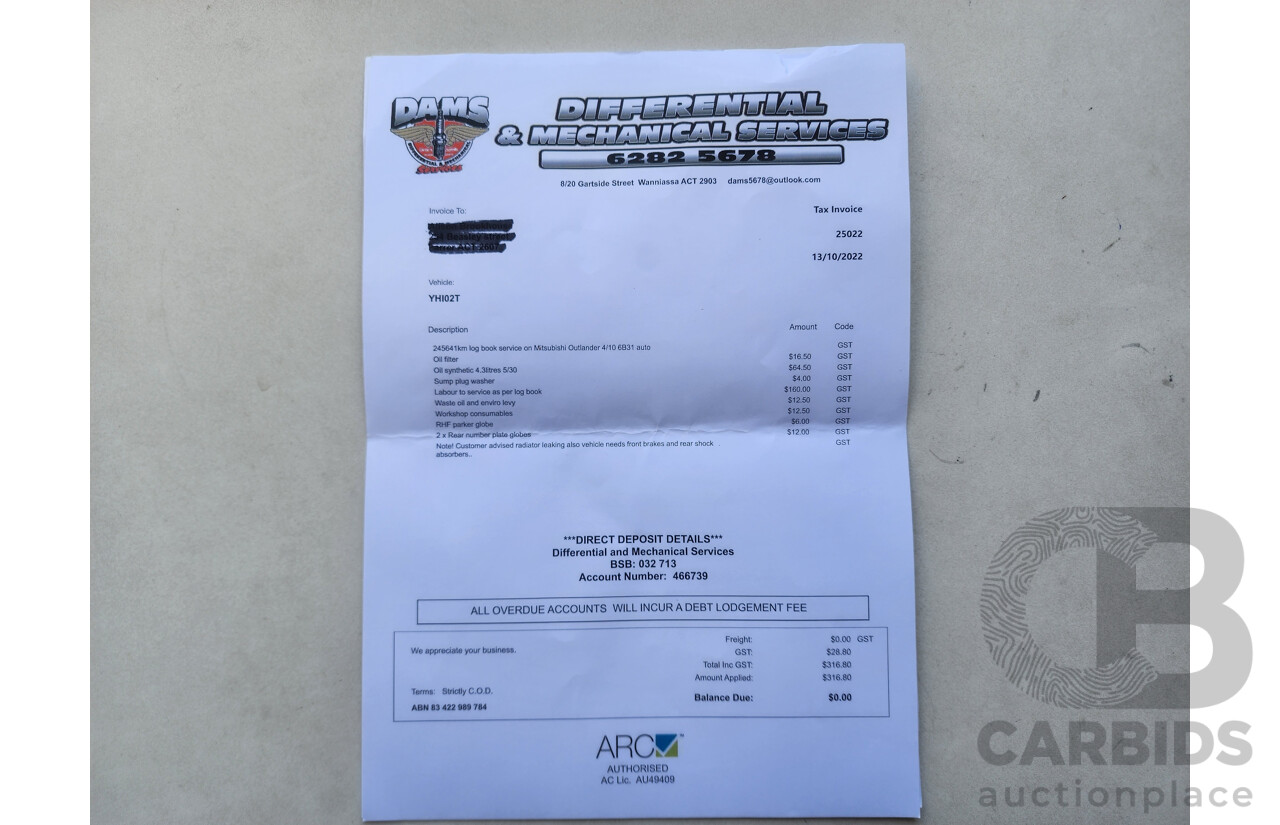 DAMS
DIFFERENTIAL & MECHANICAL
Services
DIFFERENTIAL
& MECHANICAL SERVICES
6282 5678
8/20 Gartside Street Wanniassa ACT 2903 dams5678@outlook.com
Invoice To:
Tax Invoice
25022
13/10/2022
Vehicle:
YHI02T
Description Amount Code
245641km log book service on Mitsubishi Outlander 4/10 6B31 auto GST
Oil filter $16.50 GST
Oil synthetic 4.3litres 5/30 $64.50 GST
Sump plug washer $4.00 GST
Labour to service as per log book $160.00 GST
Waste oil and enviro levy $12.50 GST
Workshop consumables $12.50 GST
RHF parker globe $6.00 GST
2 x Rear number plate globes $12.00 GST
Note! Customer advised radiator leaking also vehicle needs front brakes and rear shock GST
absorbers..
***DIRECT DEPOSIT DETAILS***
Differential and Mechanical Services
BSB: 032 713
Account Number: 466739
ALL OVERDUE ACCOUNTS WILL INCUR A DEBT LODGEMENT FEE
We appreciate your business.
Freight: $0.00 GST
GST: $28.80
Total Inc GST: $316.80
Amount Applied: $316.80
Balance Due: $0.00
Terms: Strictly C.O.D.
ABN 83 422 989 784
ARC
AUTHORISED
AC Lic. AU49409
CARBIDS
auctionplace